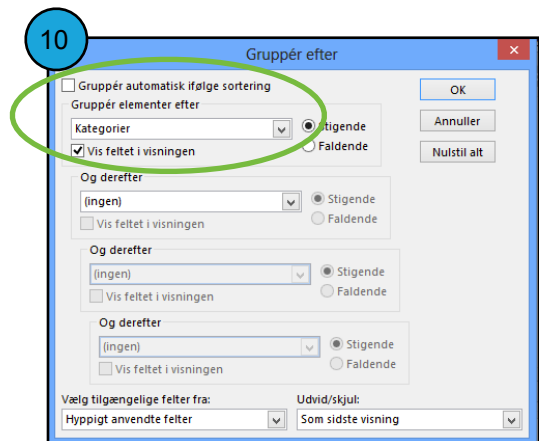 10
Gruppér efter
Gruppér automatisk ifølge sortering
OK
Gruppér elementer efter
Kategorier
Stigende
Annuller
Vis feltet i visningen
Faldende
Nulstil alt
Og derefter
(ingen)
Stigende
Vis feltet i visningen
Faldende
Og derefter
(ingen)
Stigende
Vis feltet i visningen
Faldende
Og derefter
(ingen)
Stigende
Vis feltet i visningen
Faldende
Vælg tilgængelige felter fra:
Udvid/skjul:
Hyppigt anvendte felter
Som sidste visning